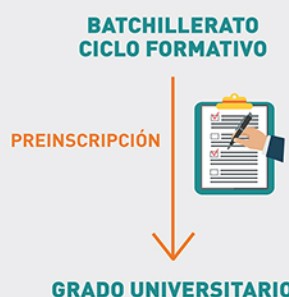 BATCHILLERATO
CICLO FORMATIVO
PREINSCRIPCIÓN
GRADO UNIVERSITARIO